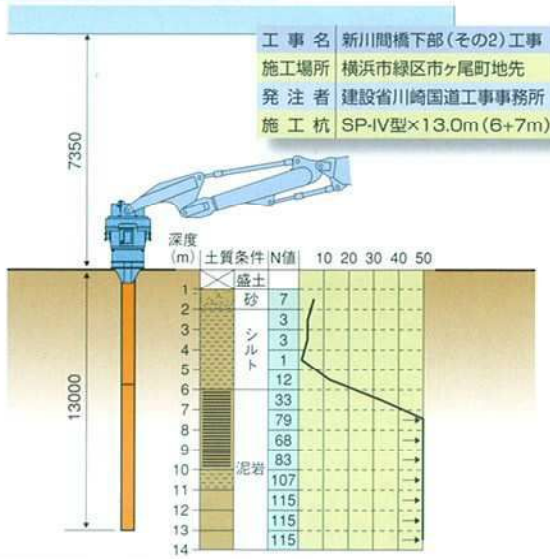 工事名 新川間橋下部(その2)工事
施工場所 横浜市緑区市ヶ尾町地先
発注者 建設省川崎国道工事事務所
施工杭 SP-IV型×13.0m(6+7m)
7350
深度
(m) 土質条件 N値 10 20 30 40 50
盛土
1
砂 7
2
3
3
シルト 3
4
1
5
12
6
33
7
79
8
68
9
83
10
泥岩 107
11
115
12
115
13
115
14
13000